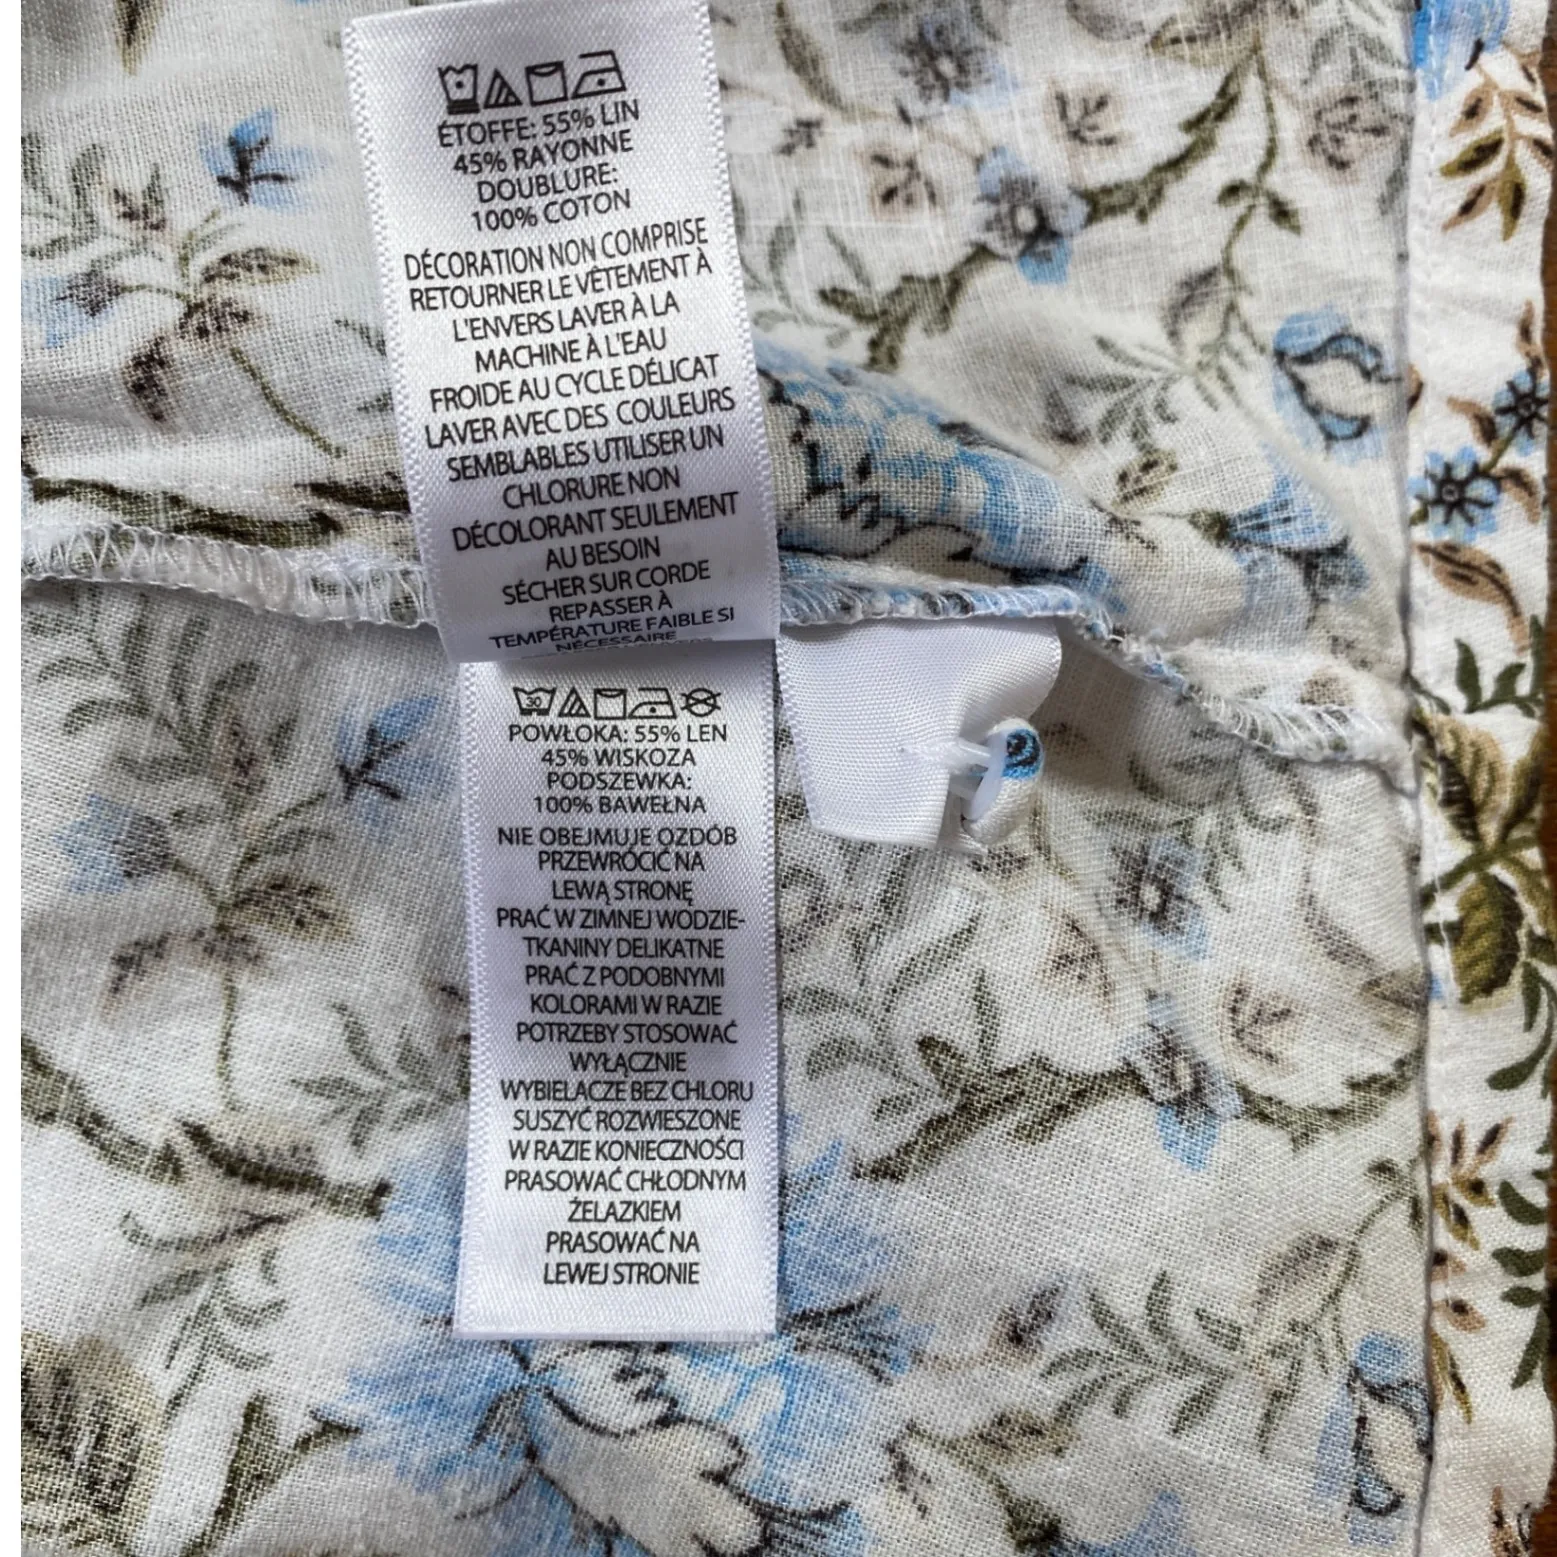 ÉTOFFE: 55% LIN
45% RAYONNE
DOUBLURE:
100% COTON
DÉCORATION NON COMPRISE
RETOURNER LE VÊTEMENT À
L'ENVERS LAVER À LA
MACHINE À L'EAU
FROIDE AU CYCLE DÉLICAT
LAVER AVEC DES COULEURS
SEMBLABLES UTILISER UN
CHLORURE NON
DÉCOLORANT SEULEMENT
AU BESOIN
SÉCHER SUR CORDE
REPASSER À
TEMPÉRATURE FAIBLE SI
NÉCESSAIRE
30
POWŁOKA: 55% LEN
45% WISKOZA
PODSZEWKA:
100% BAWEŁNA
NIE OBEJMUJE OZDÓB
PRZEWRÓCIĆ NA
LEWĄ STRONĘ
PRAĆ W ZIMNEJ WODZIE-
TKANINY DELIKATNE
PRAĆ Z PODOBNYMI
KOLORAMI W RAZIE
POTRZEBY STOSOWAĆ
WYŁĄCZNIE
WYBIELACZE BEZ CHLORU
SUSZYĆ ROZWIESZONE
W RAZIE KONIECZNOŚCI
PRASOWAĆ CHŁODNYM
ŻELAZKIEM
PRASOWAĆ NA
LEWEJ STRONIE